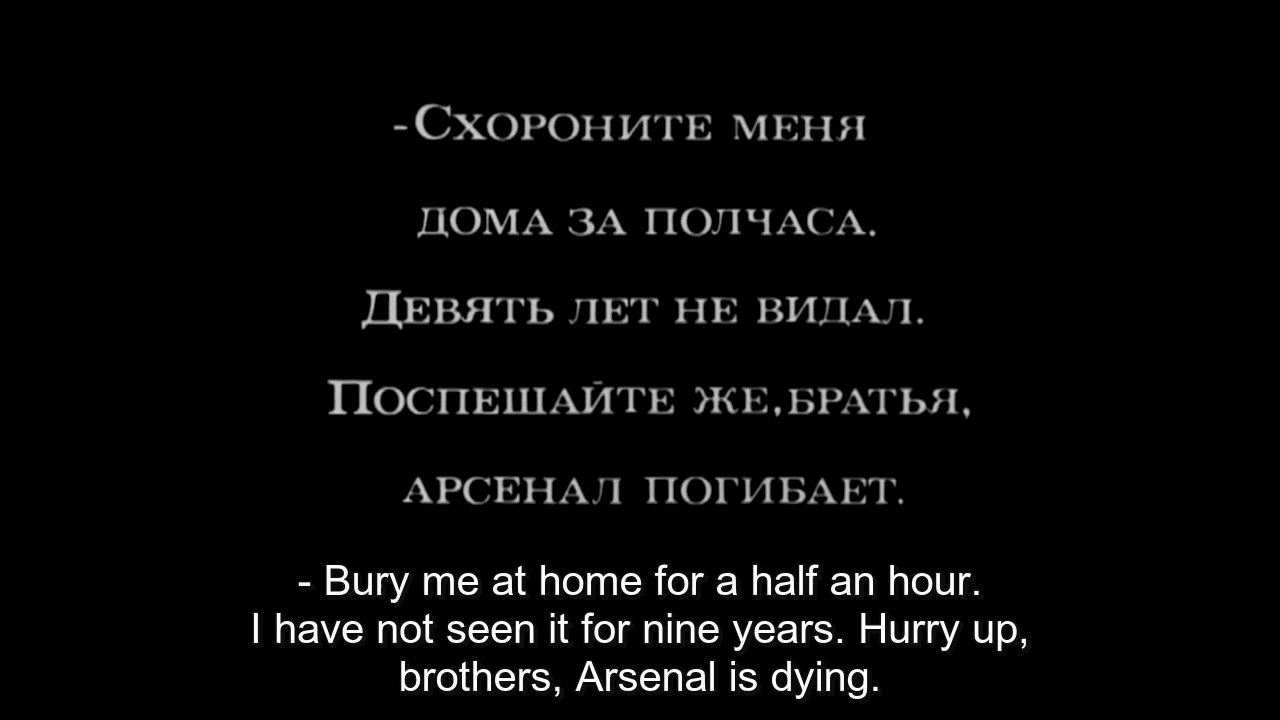 -Схороните меня
дома за полчаса.
Девять лет не видал.
Поспешайте же, братья,
арсенал погибает.
- Bury me at home for a half an hour.
I have not seen it for nine years. Hurry up,
brothers, Arsenal is dying.